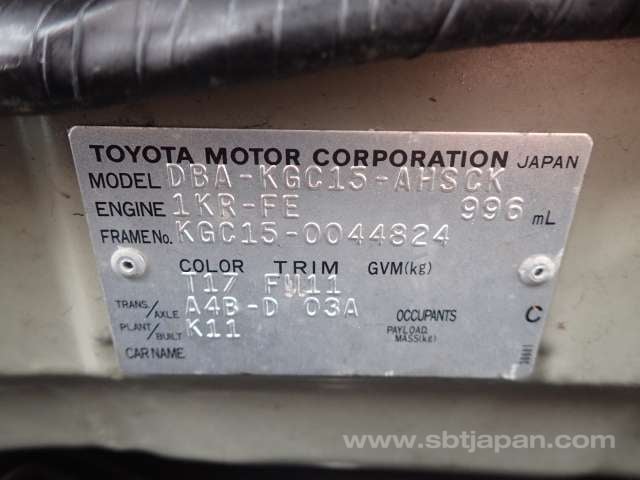 TOYOTA MOTOR CORPORATION JAPAN
MODEL DBA-KGC15-AHSCK
ENGINE 1KR-FE 996 mL
FRAME No. KGC15-0044824
COLOR TRIM GVM(kg)
T17 FM11
TRANS/AXLE A4B-D 03A OCCUPANTS C
PLANT/BUILT K11 PAYLOAD MASS(kg)
CAR NAME
www.sbtjapan.com